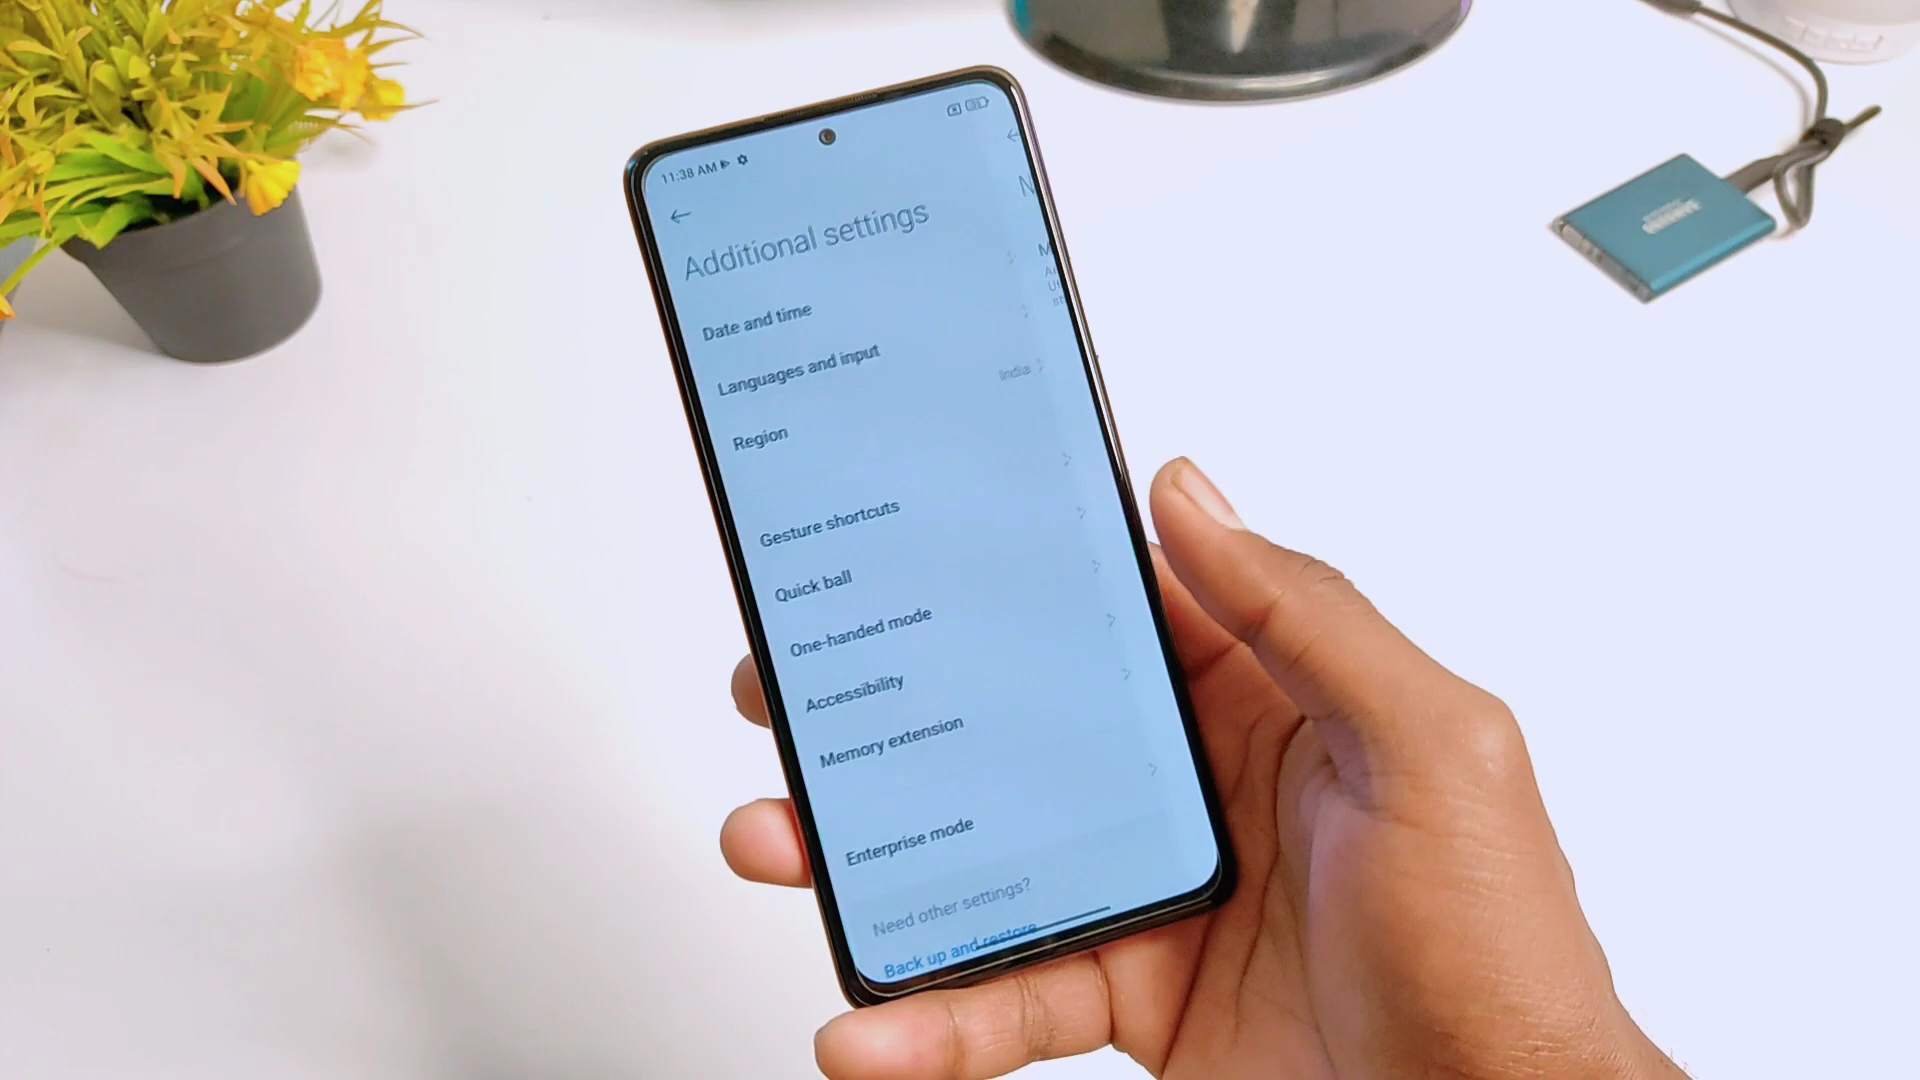 11:38 AM
Additional settings
Date and time
Languages and input
Region
India
Gesture shortcuts
Quick ball
One-handed mode
Accessibility
Memory extension
Enterprise mode
Need other settings?
Back up and restore
SAMSUNG